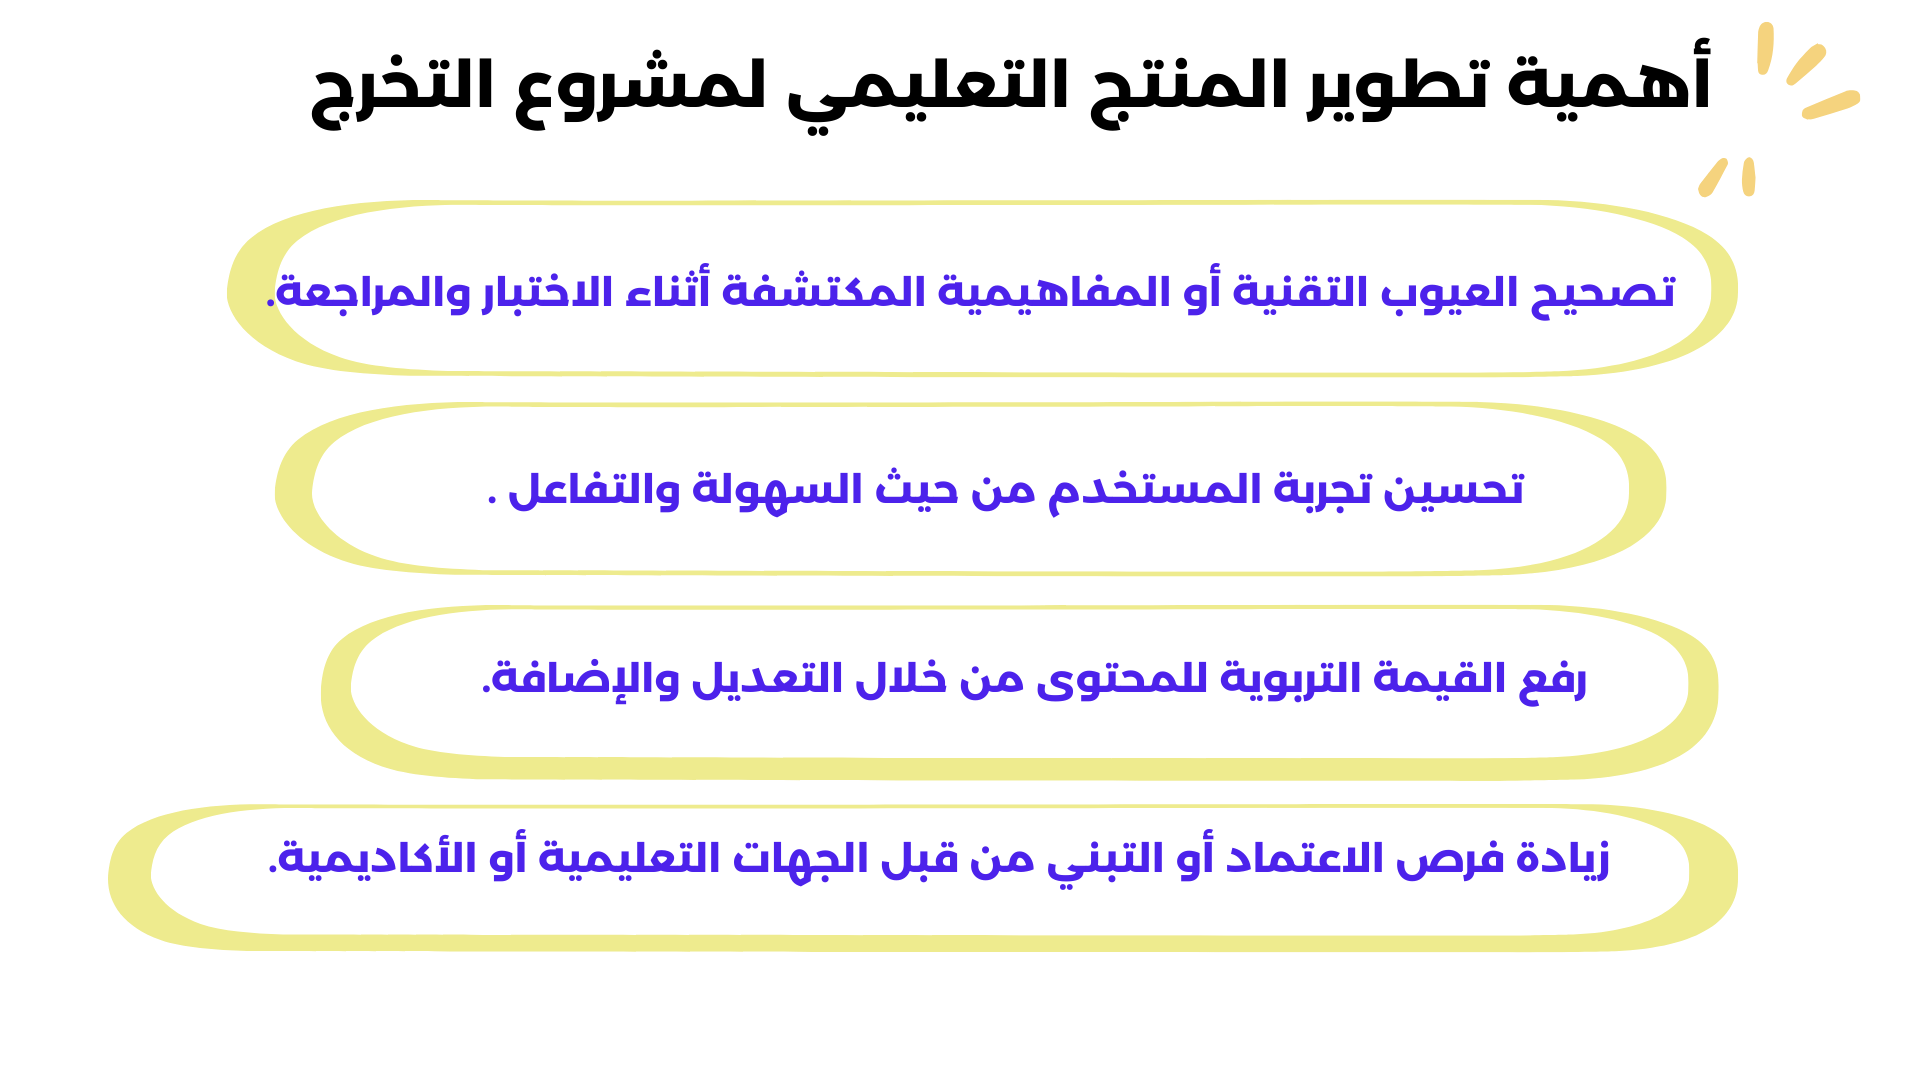 أهمية تطوير المنتج التعليمي لمشروع التخرج
تصحيح العيوب التقنية أو المفاهيمية المكتشفة أثناء الاختبار والمراجعة.
تحسين تجربة المستخدم من حيث السهولة والتفاعل .
رفع القيمة التربوية للمحتوى من خلال التعديل والإضافة.
زيادة فرص الاعتماد أو التبني من قبل الجهات التعليمية أو الأكاديمية.